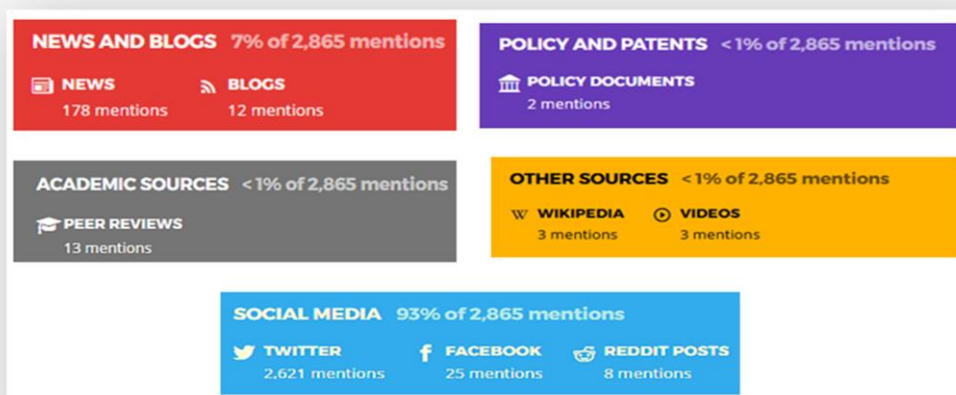 NEWS AND BLOGS 7% of 2,865 mentions
NEWS BLOGS
178 mentions 12 mentions
POLICY AND PATENTS <1% of 2,865 mentions
POLICY DOCUMENTS
2 mentions
ACADEMIC SOURCES <1% of 2,865 mentions
PEER REVIEWS
13 mentions
OTHER SOURCES <1% of 2,865 mentions
W WIKIPEDIA VIDEOS
3 mentions 3 mentions
SOCIAL MEDIA 93% of 2,865 mentions
TWITTER f FACEBOOK REDDIT POSTS
2,621 mentions 25 mentions 8 mentions